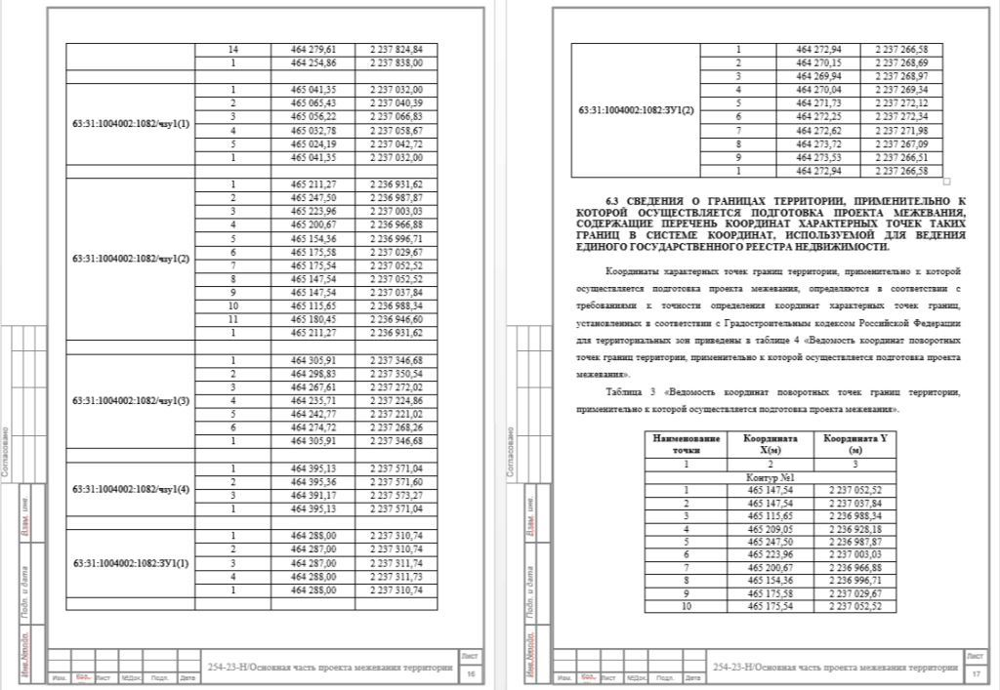 14 464 279,61 2 237 824,84
1 464 254,86 2 237 838,00
63:31:1004002:1082/чзу1(1)
1 465 041,35 2 237 032,00
2 465 065,43 2 237 040,39
3 465 056,22 2 237 066,83
4 465 032,78 2 237 058,67
5 465 024,19 2 237 042,72
1 465 041,35 2 237 032,00
63:31:1004002:1082/чзу1(2)
1 465 211,27 2 236 931,62
2 465 247,50 2 236 987,87
3 465 223,96 2 237 003,03
4 465 200,67 2 236 966,88
5 465 154,36 2 236 996,71
6 465 175,58 2 237 029,67
7 465 175,54 2 237 052,52
8 465 147,54 2 237 052,52
9 465 147,54 2 237 037,84
10 465 115,65 2 236 988,34
11 465 180,45 2 236 946,60
1 465 211,27 2 236 931,62
63:31:1004002:1082/чзу1(3)
1 464 305,91 2 237 346,68
2 464 298,83 2 237 350,54
3 464 267,61 2 237 272,02
4 464 235,71 2 237 224,86
5 464 242,77 2 237 221,02
6 464 274,72 2 237 268,26
1 464 305,91 2 237 346,68
63:31:1004002:1082/чзу1(4)
1 464 395,13 2 237 571,04
2 464 395,36 2 237 571,60
3 464 391,17 2 237 573,27
1 464 395,13 2 237 571,04
63:31:1004002:1082:ЗУ1(1)
1 464 288,00 2 237 310,74
2 464 287,00 2 237 310,74
3 464 287,00 2 237 311,74
4 464 288,00 2 237 311,73
1 464 288,00 2 237 310,74
Согласовано
Взам. инв.
Подп. и дата
Инв.№подп.
Изм. Кол. Лист №Док. Подп. Дата
254-23-Н/Основная часть проекта межевания территории
Лист
16
63:31:1004002:1082:ЗУ1(2)
1 464 272,94 2 237 266,58
2 464 270,15 2 237 268,69
3 464 269,94 2 237 268,97
4 464 270,04 2 237 269,34
5 464 271,73 2 237 272,12
6 464 272,25 2 237 272,34
7 464 272,62 2 237 271,98
8 464 273,72 2 237 267,09
9 464 273,53 2 237 266,51
1 464 272,94 2 237 266,58
6.3 СВЕДЕНИЯ О ГРАНИЦАХ ТЕРРИТОРИИ, ПРИМЕНИТЕЛЬНО К
КОТОРОЙ ОСУЩЕСТВЛЯЕТСЯ ПОДГОТОВКА ПРОЕКТА МЕЖЕВАНИЯ,
СОДЕРЖАЩИЕ ПЕРЕЧЕНЬ КООРДИНАТ ХАРАКТЕРНЫХ ТОЧЕК ТАКИХ
ГРАНИЦ В СИСТЕМЕ КООРДИНАТ, ИСПОЛЬЗУЕМОЙ ДЛЯ ВЕДЕНИЯ
ЕДИНОГО ГОСУДАРСТВЕННОГО РЕЕСТРА НЕДВИЖИМОСТИ.
Координаты характерных точек границ территории, применительно к которой
осуществляется подготовка проекта межевания, определяются в соответствии с
требованиями к точности определения координат характерных точек границ,
установленных в соответствии с Градостроительным кодексом Российской Федерации
для территориальных зон приведены в таблице 4 «Ведомость координат поворотных
точек границ территории, применительно к которой осуществляется подготовка проекта
межевания».
Таблица 3 «Ведомость координат поворотных точек границ территории,
применительно к которой осуществляется подготовка проекта межевания».
Наименование точки Координата X(м) Координата Y (м)
1 2 3
Контур №1
1 465 147,54 2 237 052,52
2 465 147,54 2 237 037,84
3 465 115,65 2 236 988,34
4 465 209,05 2 236 928,18
5 465 247,50 2 236 987,87
6 465 223,96 2 237 003,03
7 465 200,67 2 236 966,88
8 465 154,36 2 236 996,71
9 465 175,58 2 237 029,67
10 465 175,54 2 237 052,52
Согласовано
Взам. инв.
Подп. и дата
Инв.№подп.
Изм. Кол. Лист №Док. Подп. Дата
254-23-Н/Основная часть проекта межевания территории
Лист
17